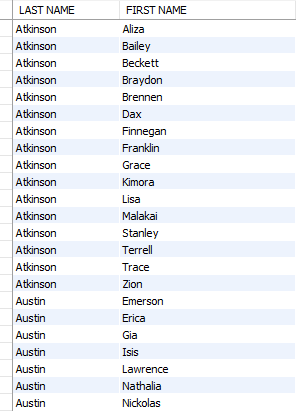 LAST NAME FIRST NAME
Atkinson Aliza
Atkinson Bailey
Atkinson Beckett
Atkinson Braydon
Atkinson Brennen
Atkinson Dax
Atkinson Finnegan
Atkinson Franklin
Atkinson Grace
Atkinson Kimora
Atkinson Lisa
Atkinson Malakai
Atkinson Stanley
Atkinson Terrell
Atkinson Trace
Atkinson Zion
Austin Emerson
Austin Erica
Austin Gia
Austin Isis
Austin Lawrence
Austin Nathalia
Austin Nickolas